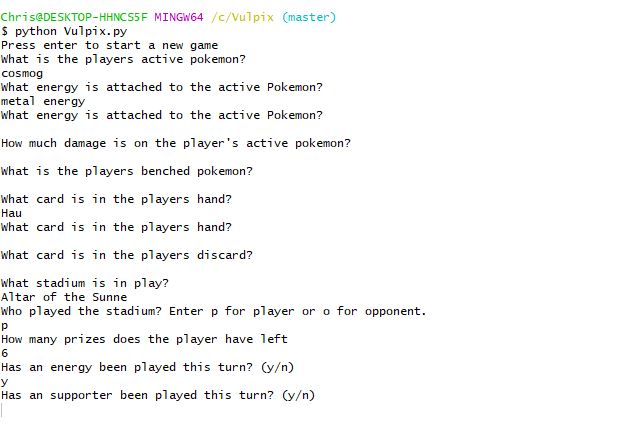 Chris@DESKTOP-HHNCS5F MINGW64 /c/Vulpix (master)
$ python Vulpix.py
Press enter to start a new game
What is the players active pokemon?
cosmog
What energy is attached to the active Pokemon?
metal energy
What energy is attached to the active Pokemon?
How much damage is on the player's active pokemon?
What is the players benched pokemon?
What card is in the players hand?
Hau
What card is in the players hand?
What card is in the players discard?
What stadium is in play?
Altar of the Sunne
Who played the stadium? Enter p for player or o for opponent.
p
How many prizes does the player have left
6
Has an energy been played this turn? (y/n)
y
Has an supporter been played this turn? (y/n)